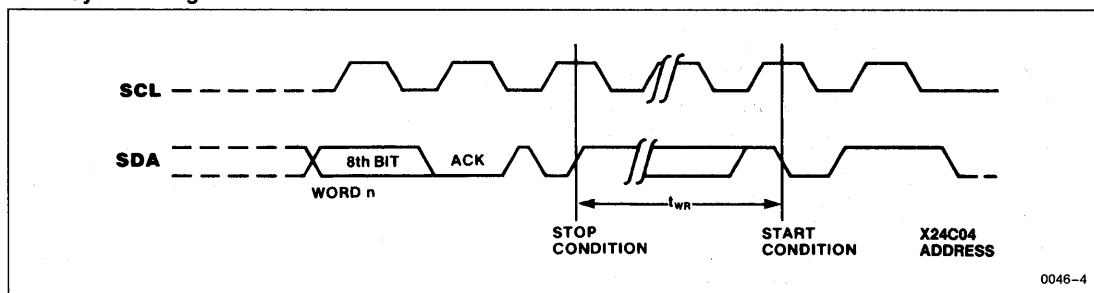 SCL
SDA
8th BIT
ACK
WORD n
tWR
STOP
CONDITION
START
CONDITION
X24C04
ADDRESS
0046–4